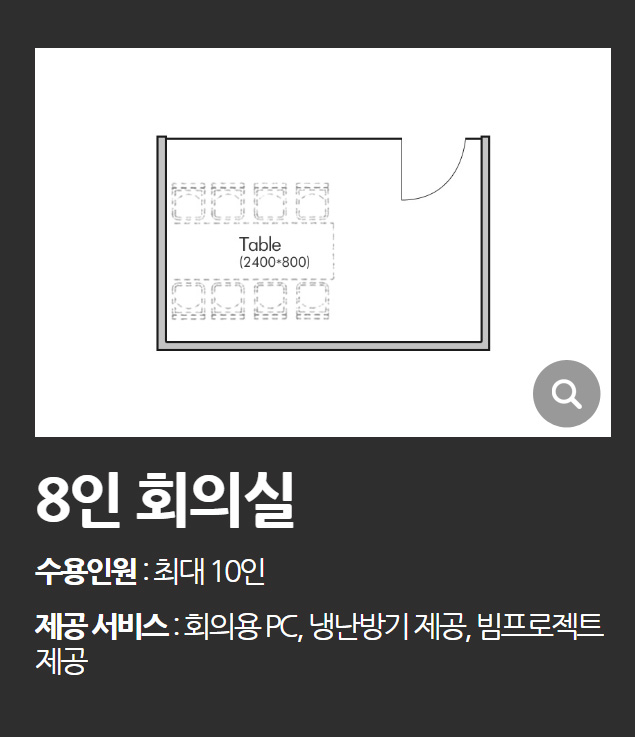 Table
(2400*800)
8인 회의실
수용인원 : 최대 10인
제공 서비스 : 회의용 PC, 냉난방기 제공, 빔프로젝트
제공